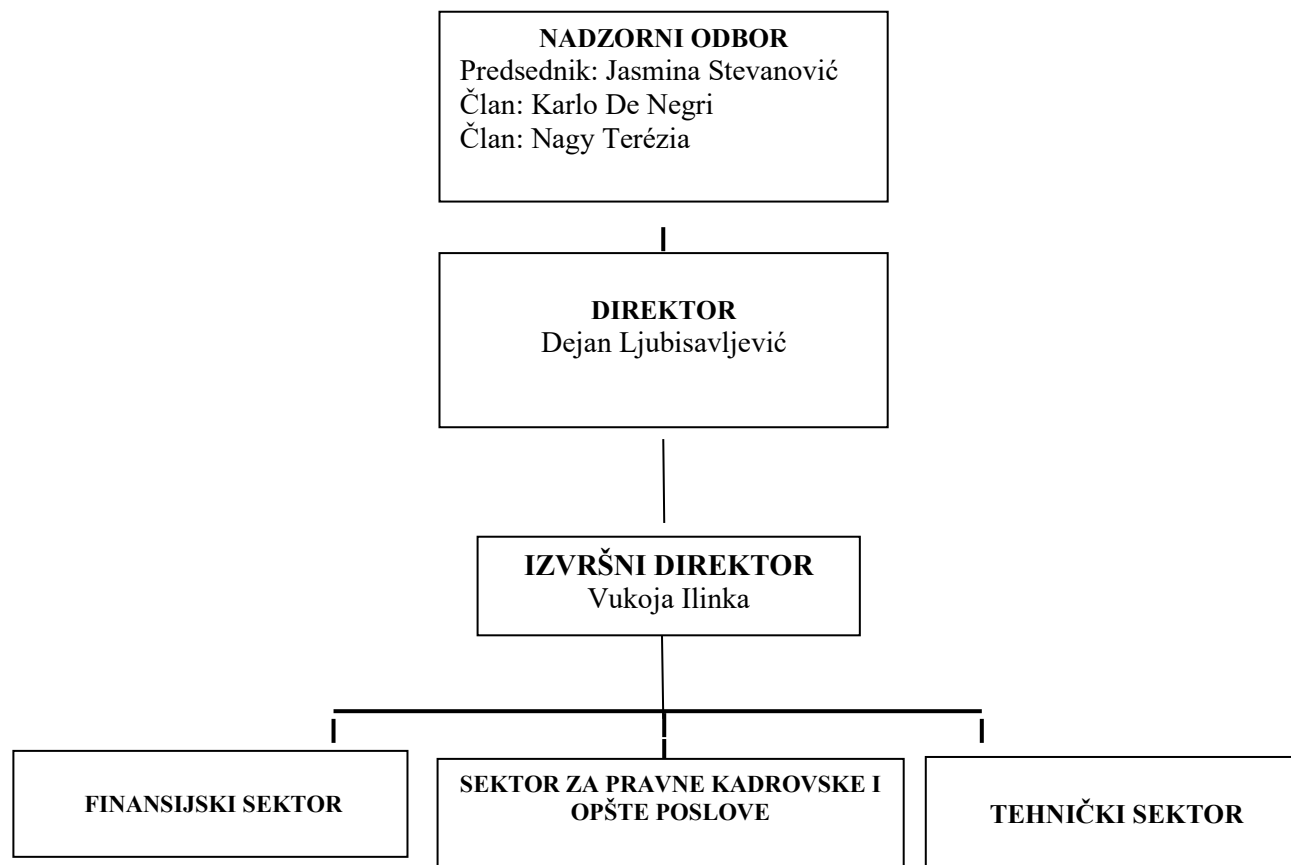 NADZORNI ODBOR
Predsednik: Jasmina Stevanović
Član: Karlo De Negri
Član: Nagy Terézia
DIREKTOR
Dejan Ljubisavljević
IZVRŠNI DIREKTOR
Vukoja Ilinka
FINANSIJSKI SEKTOR
SEKTOR ZA PRAVNE KADROVSKE I
OPŠTE POSLOVE
TEHNIČKI SEKTOR